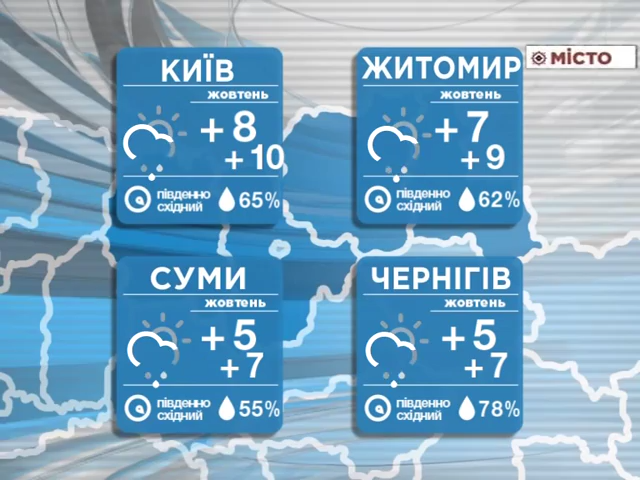 КИЇВ
жовтень
+8
+10
південно
східний
65%
ЖИТОМИР
жовтень
+7
+9
південно
східний
62%
МІСТО
СУМИ
жовтень
+5
+7
південно
східний
55%
ЧЕРНІГІВ
жовтень
+5
+7
південно
східний
78%